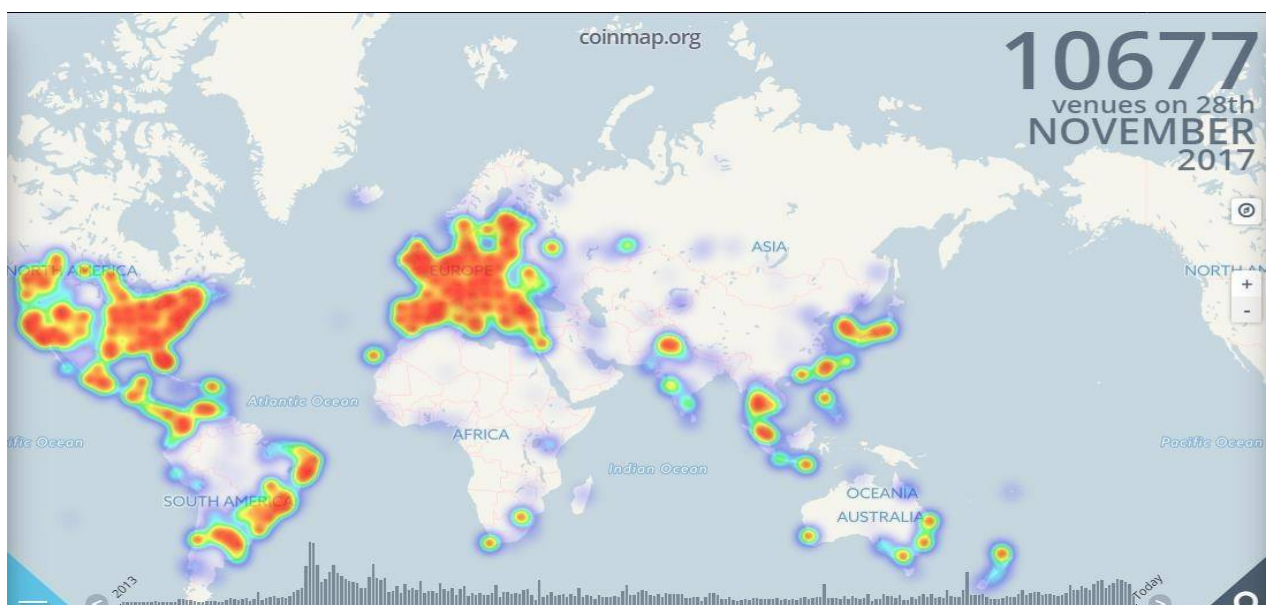 coinmap.org
10677
venues on 28th
NOVEMBER
2017
ASIA
NORTH AMERICA
EUROPE
NORTH AM
+
-
Atlantic Ocean
AFRICA
ific Ocean
Pacific Ocean
Indian Ocean
SOUTH AMERICA
OCEANIA
AUSTRALIA
2013
Today